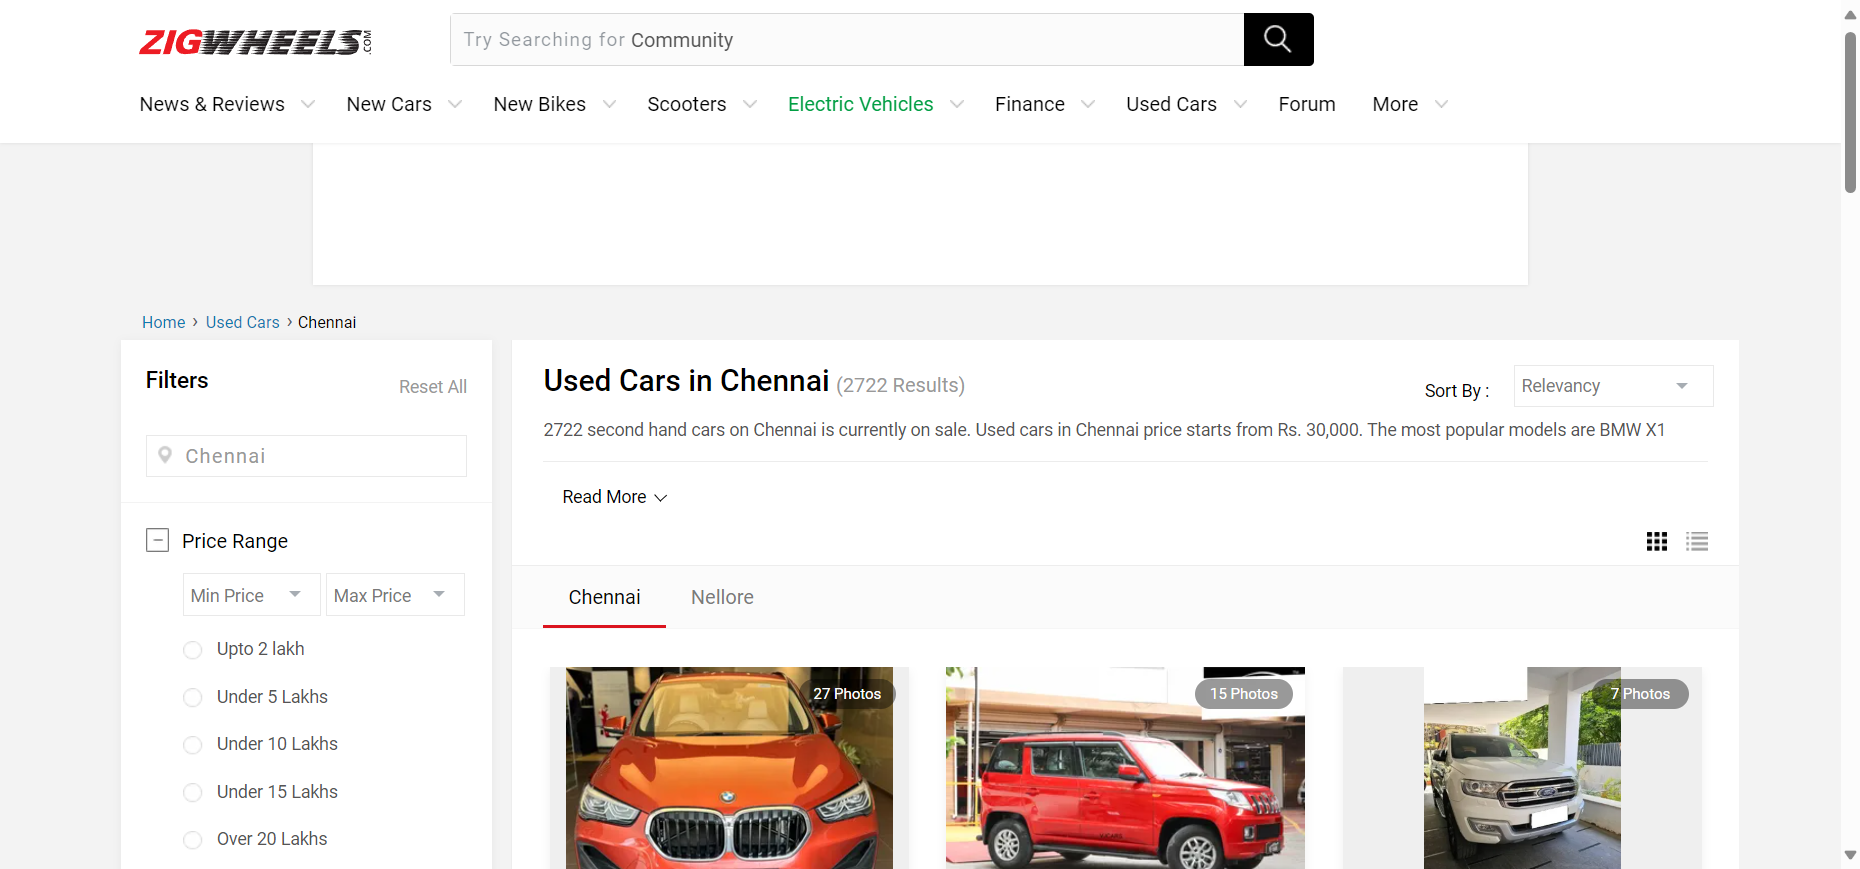 ZIGWHEELS.COM
Try Searching for Community
News & Reviews New Cars New Bikes Scooters Electric Vehicles Finance Used Cars Forum More
Home › Used Cars › Chennai
Filters
Reset All
Chennai
Price Range
Min Price Max Price
Upto 2 lakh
Under 5 Lakhs
Under 10 Lakhs
Under 15 Lakhs
Over 20 Lakhs
Used Cars in Chennai (2722 Results)
Sort By : Relevancy
2722 second hand cars on Chennai is currently on sale. Used cars in Chennai price starts from Rs. 30,000. The most popular models are BMW X1
Read More
Chennai Nellore
27 Photos
15 Photos
7 Photos